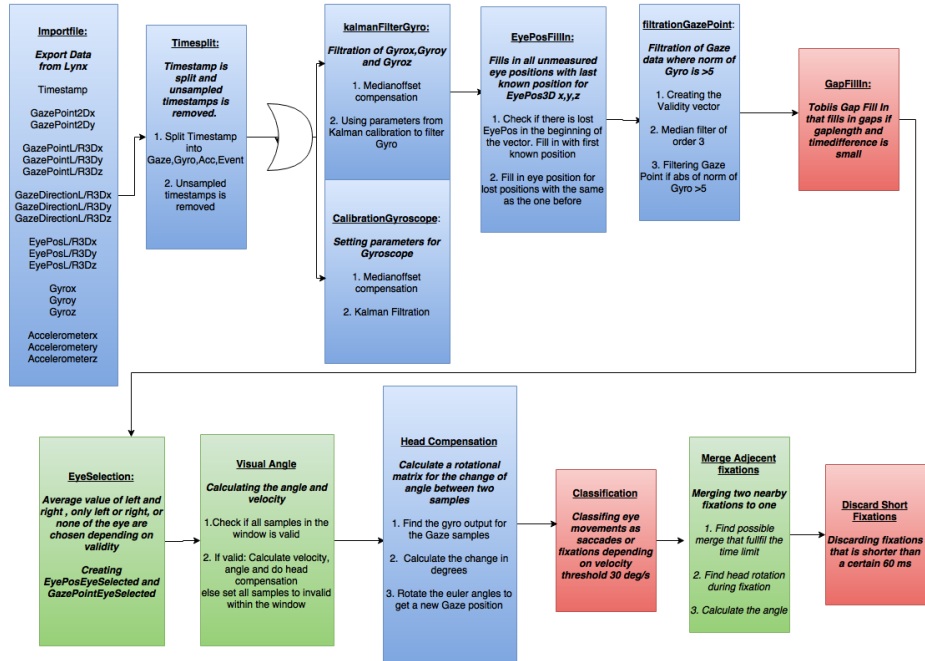 Importfile:
Export Data
from Lynx
Timestamp
GazePoint2Dx
GazePoint2Dy
GazePointL/R3Dx
GazePointL/R3Dy
GazePointL/R3Dz
GazeDirectionL/R3Dx
GazeDirectionL/R3Dy
GazeDirectionL/R3Dz
EyePosL/R3Dx
EyePosL/R3Dy
EyePosL/R3Dz
Gyrox
Gyroy
Gyroz
Accelerometerx
Accelerometery
Accelerometerz
Timesplit:
Timestamp is
split and
unsampled
timestamps is
removed.
1. Split Timestamp
into
Gaze,Gyro,Acc,Event
2. Unsampled
timestamps is
removed
kalmanFilterGyro:
Filtration of Gyrox,Gyroy
and Gyroz
1. Medianoffset
compensation
2. Using parameters from
Kalman calibration to filter
Gyro
CalibrationGyroscope:
Setting parameters for
Gyroscope
1. Medianoffset
compensation
2. Kalman Filtration
EyePosFillIn:
Fills in all unmeasured
eye positions with last
known position for
EyePos3D x,y,z
1. Check if there is lost
EyePos in the beginning of
the vector. Fill in with first
known position
2. Fill in eye position for
lost positions with the same
as the one before
filtrationGazePoint:
Filtration of Gaze
data where norm of
Gyro is >5
1. Creating the
Validity vector
2. Median filter of
order 3
3. Filtering Gaze
Point if abs of norm of
Gyro >5
GapFillIn:
Tobiis Gap Fill In
that fills in gaps if
gaplength and
timedifference is
small
EyeSelection:
Average value of left and
right , only left or right, or
none of the eye are
chosen depending on
validity
Creating
EyePosEyeSelected and
GazePointEyeSelected
Visual Angle
Calculating the angle and
velocity
1.Check if all samples in the
window is valid
2. If valid: Calculate velocity,
angle and do head
compensation
else set all samples to invalid
within the window
Head Compensation
Calculate a rotational
matrix for the change of
angle between two
samples
1. Find the gyro output for
the Gaze samples
2. Calculate the change in
degrees
3. Rotate the euler angles to
get a new Gaze position
Classification
Classifing eye
movements as
saccades or
fixations depending
on velocity
threshold 30 deg/s
Merge Adjecent
fixations
Merging two nearby
fixations to one
1. Find possible
merge that fullfil the
time limit
2. Find head rotation
during fixation
3. Calculate the angle
Discard Short
Fixations
Discarding fixations
that is shorter than
a certain 60 ms